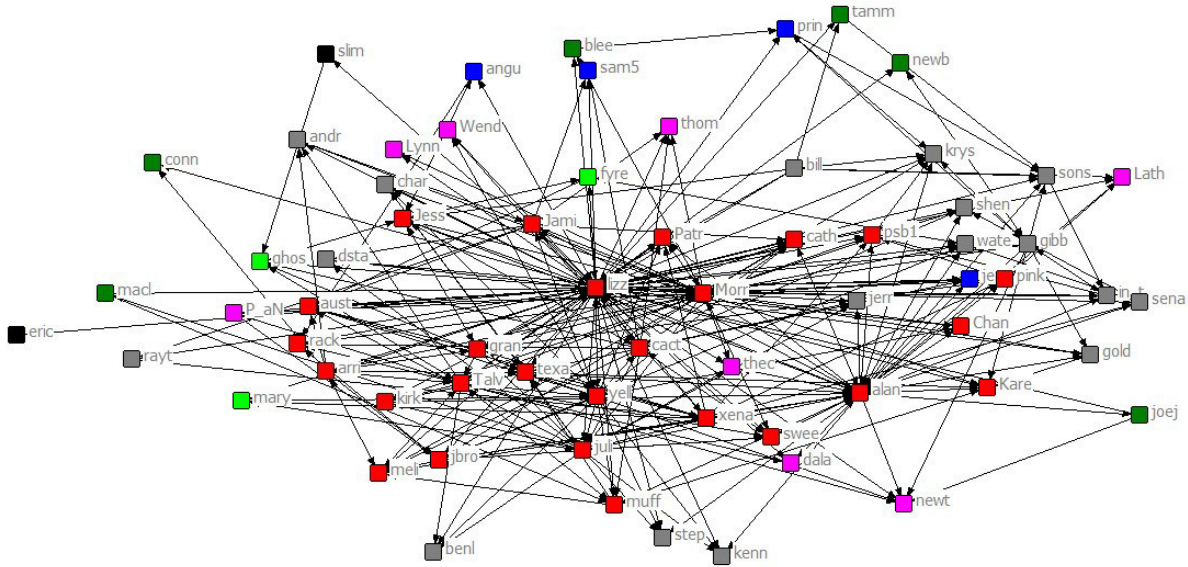 tamm
prin
blee
slim
newb
sam5
angu
thom
Wend
andr
Lynn
krys
conn
bill
fyre
sons
Lath
char
shen
Jess
Jami
Patr
cath
psb1
wate
gibb
ghos
dsta
pink
lizz
Morr
macl
jerr
sena
P_aN
aust
Chan
eric
rack
gran
cact
gold
rayt
arri
texa
thec
Talv
Kare
mary
kirk
yell
alan
xena
joej
swee
juli
jbro
dala
meli
muff
newt
step
benl
kenn